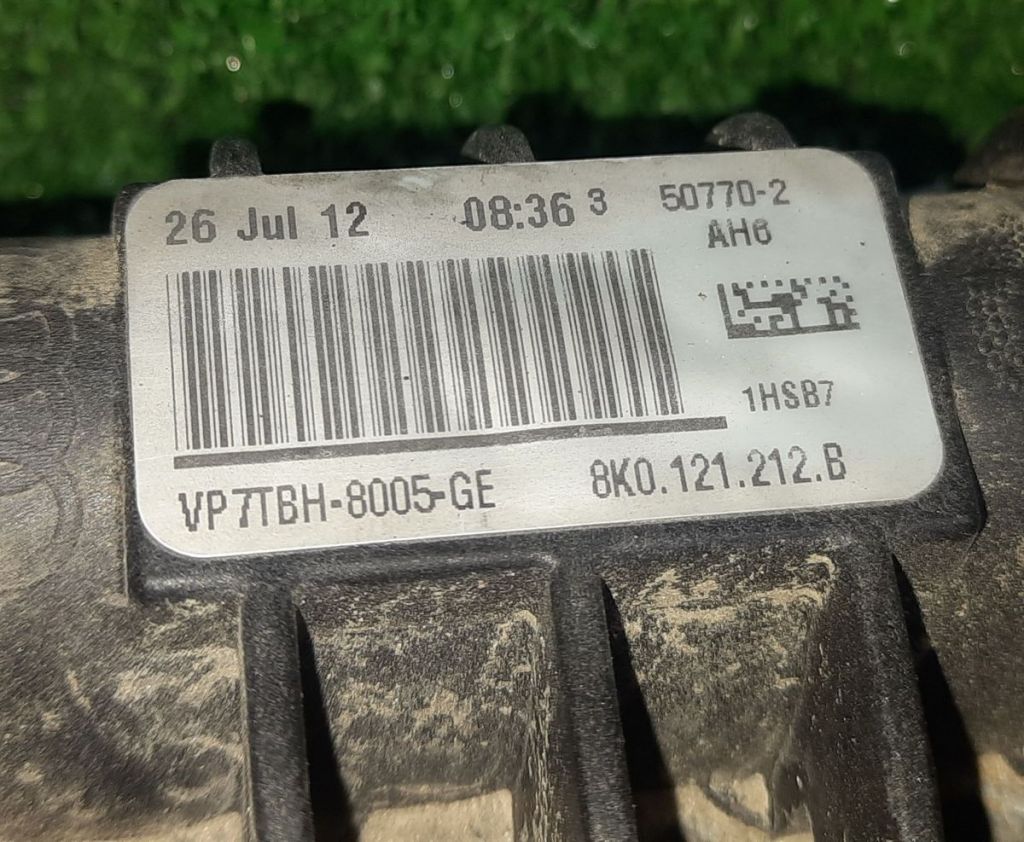 26 Jul 12 08:36 3 50770-2
AH6
1HSB7
VP7TBH-8005-GE 8K0.121.212.B